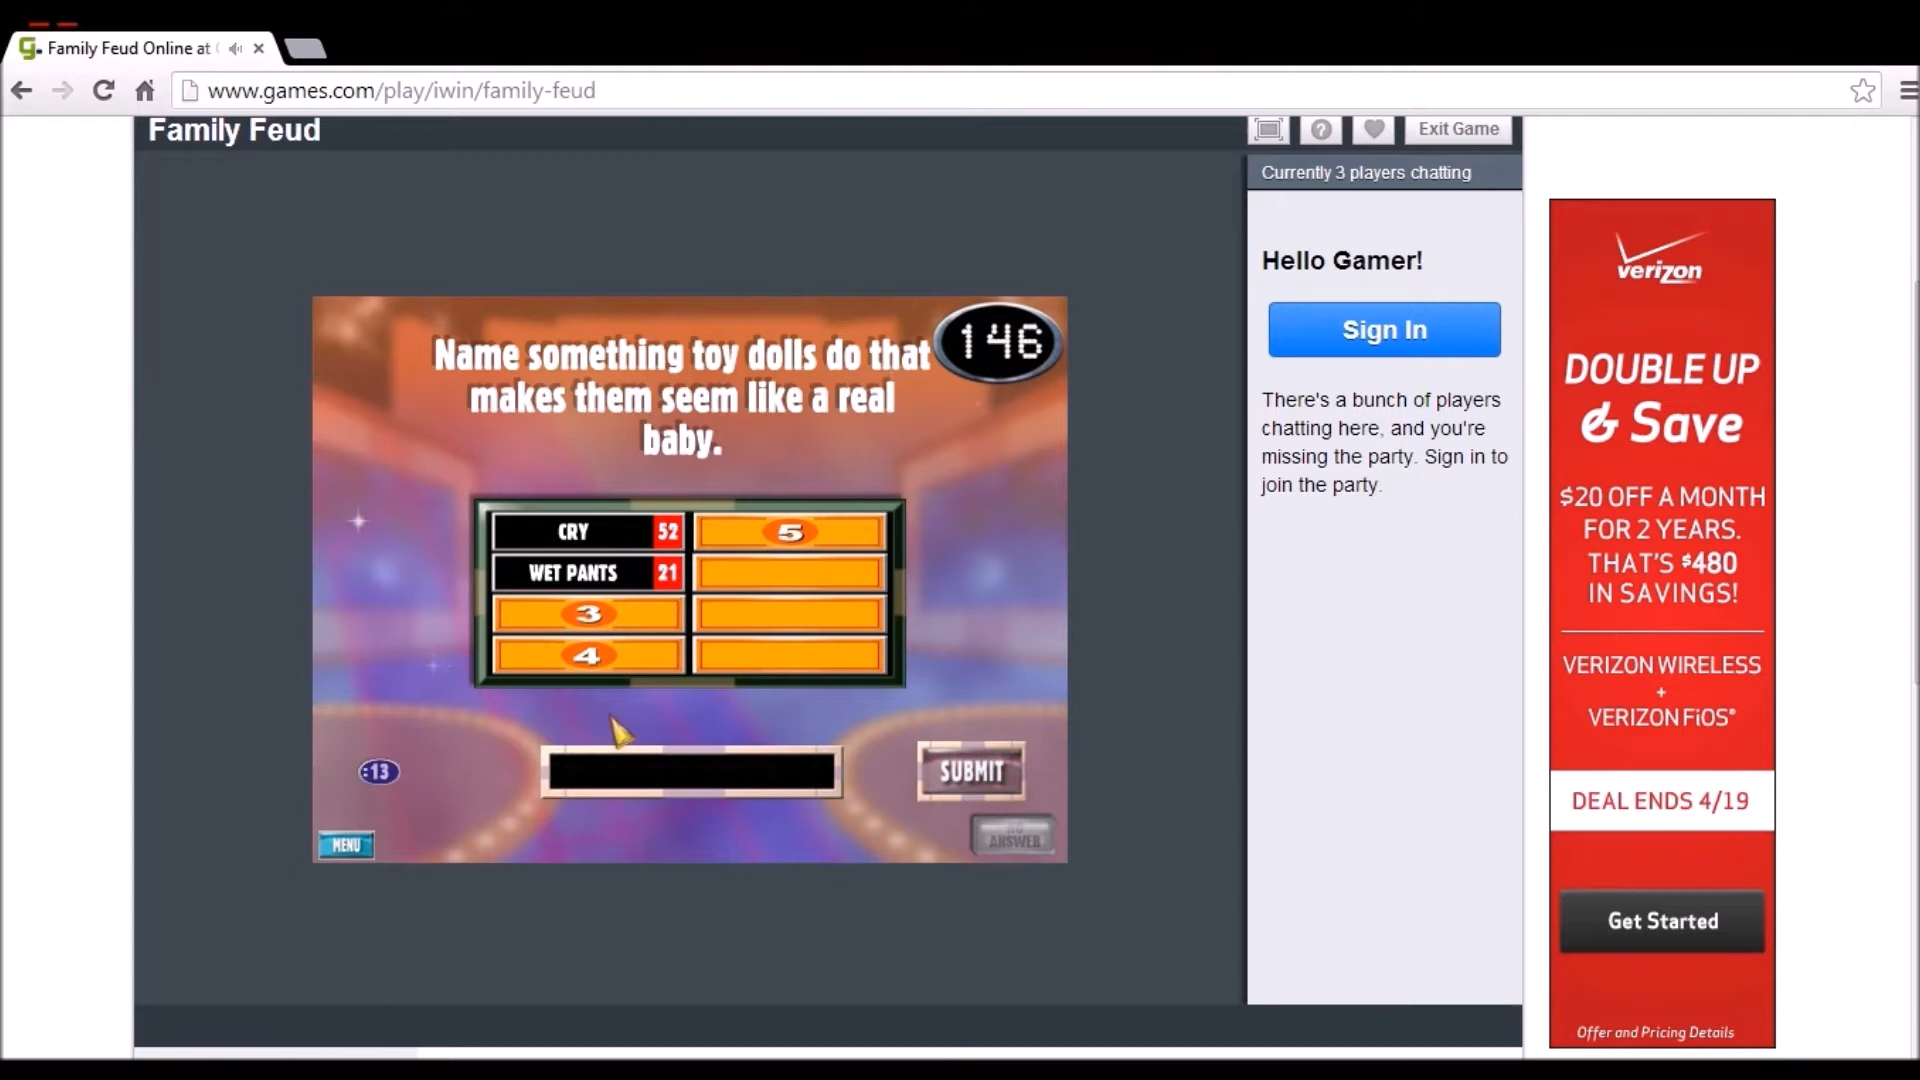 Family Feud Online at
www.games.com/play/iwin/family-feud
Family Feud
Exit Game
Currently 3 players chatting
Hello Gamer!
Sign In
There's a bunch of players
chatting here, and you're
missing the party. Sign in to
join the party.
146
Name something toy dolls do that
makes them seem like a real
baby.
CRY 52
WET PANTS 21
3
4
5
:13
SUBMIT
NO
ANSWER
MENU
verizon
DOUBLE UP
& Save
$20 OFF A MONTH
FOR 2 YEARS.
THAT'S $480
IN SAVINGS!
VERIZON WIRELESS
+
VERIZON FiOS®
DEAL ENDS 4/19
Get Started
Offer and Pricing Details